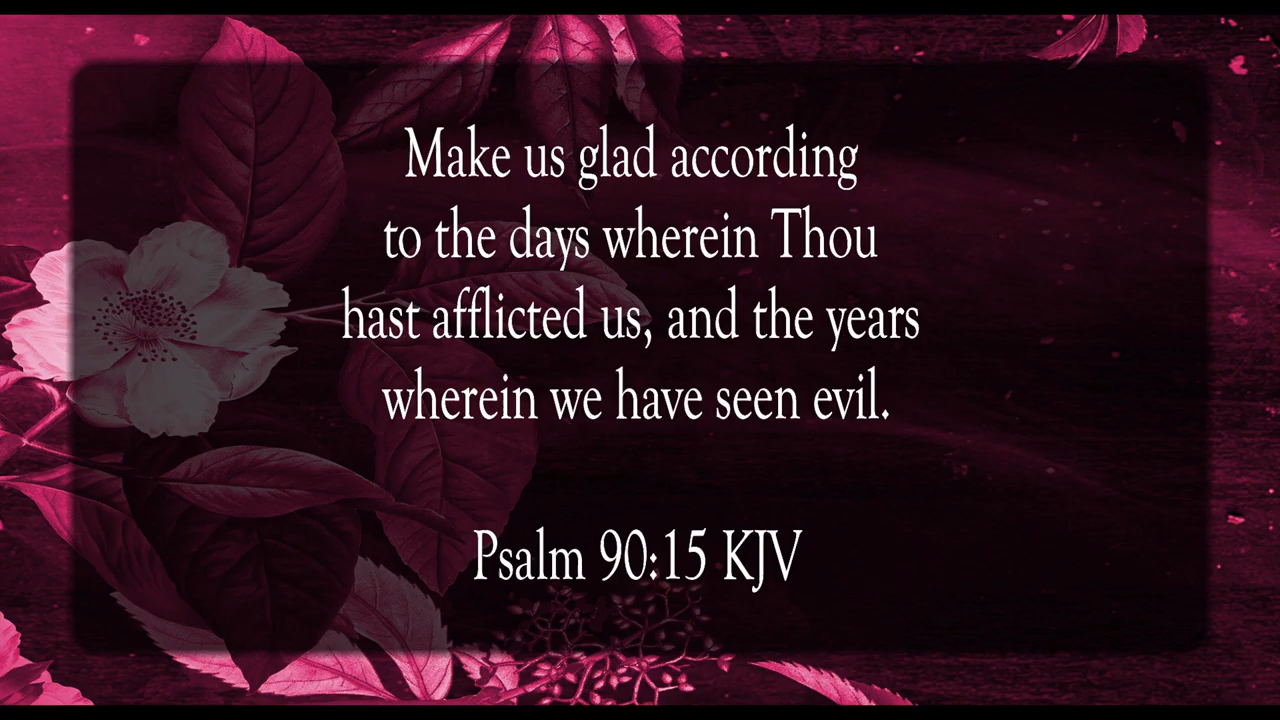 Make us glad according
to the days wherein Thou
hast afflicted us, and the years
wherein we have seen evil.
Psalm 90:15 KJV